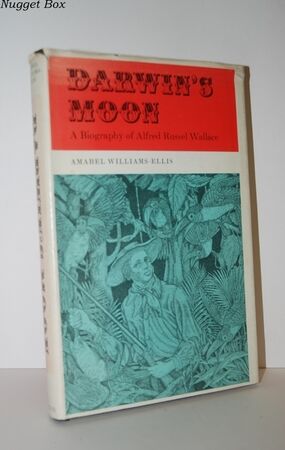 Nugget Box
DARWIN'S
MOON
A Biography of Alfred Russel Wallace
AMABEL WILLIAMS-ELLIS